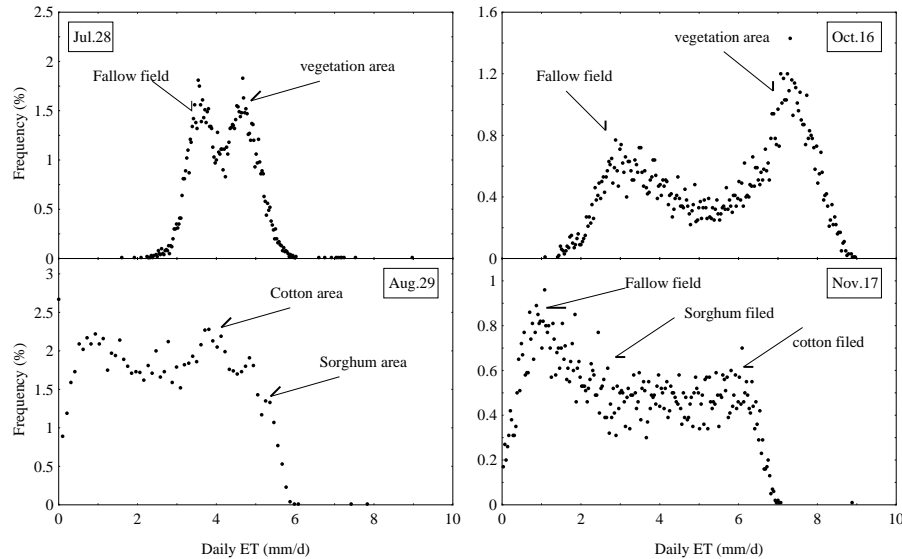 Jul.28
Fallow field
vegetation area
Frequency (%)
2.5
2
1.5
1
0.5
0
Oct.16
vegetation area
Fallow field
1.6
1.2
0.8
0.4
0
Aug.29
Cotton area
Sorghum area
Frequency (%)
3
2.5
2
1.5
1
0.5
0
0 2 4 6 8 10
Daily ET (mm/d)
Nov.17
Fallow field
Sorghum filed
cotton filed
1
0.8
0.6
0.4
0.2
0
0 2 4 6 8 10
Daily ET (mm/d)